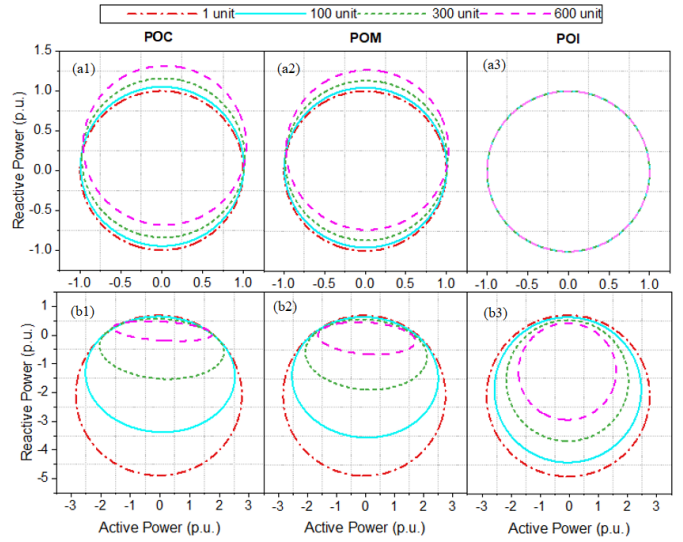 1 unit 100 unit 300 unit 600 unit
POC POM POI
(a1) (a2) (a3)
Reactive Power (p.u.)
1.5
1.0
0.5
0.0
-0.5
-1.0
-1.0 -0.5 0.0 0.5 1.0 -1.0 -0.5 0.0 0.5 1.0 -1.0 -0.5 0.0 0.5 1.0
(b1) (b2) (b3)
Reactive Power (p.u.)
1
0
-1
-2
-3
-4
-5
-3 -2 -1 0 1 2 3 -3 -2 -1 0 1 2 3 -3 -2 -1 0 1 2 3
Active Power (p.u.) Active Power (p.u.) Active Power (p.u.)